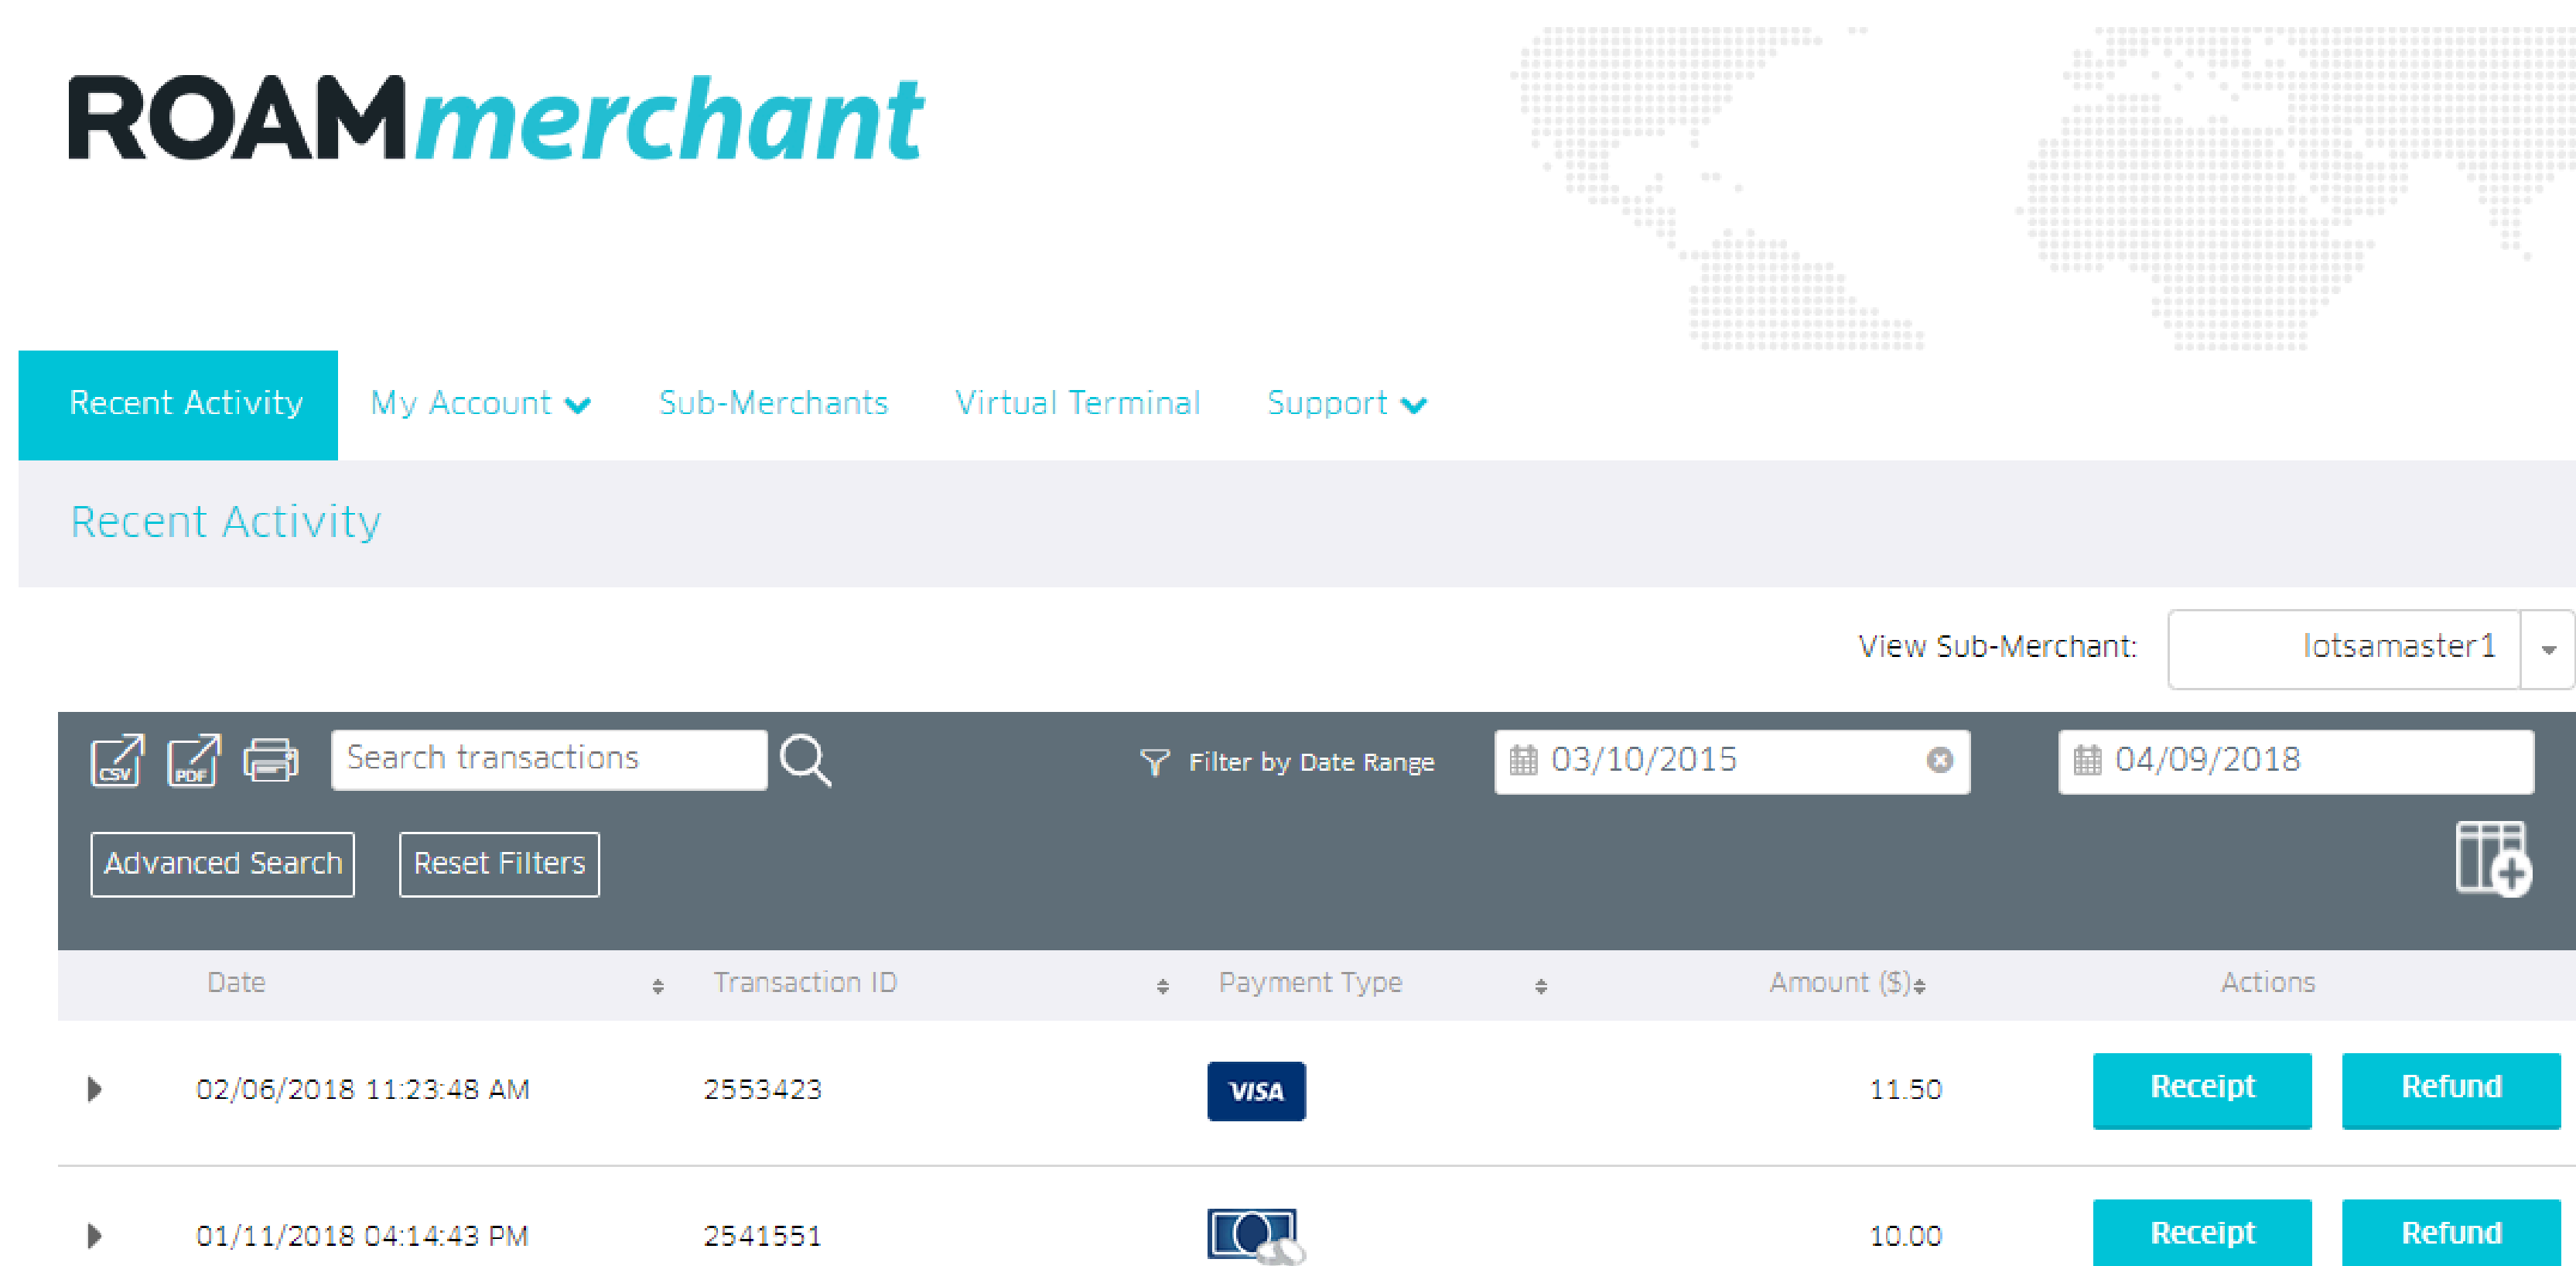 ROAMmerchant
Recent Activity My Account Sub-Merchants Virtual Terminal Support
Recent Activity
View Sub-Merchant: lotsamaster1
CSV PDF Search transactions Filter by Date Range 03/10/2015 04/09/2018
Advanced Search Reset Filters
Date Transaction ID Payment Type Amount ($) Actions
02/06/2018 11:23:48 AM 2553423 VISA 11.50 Receipt Refund
01/11/2018 04:14:43 PM 2541551 10.00 Receipt Refund